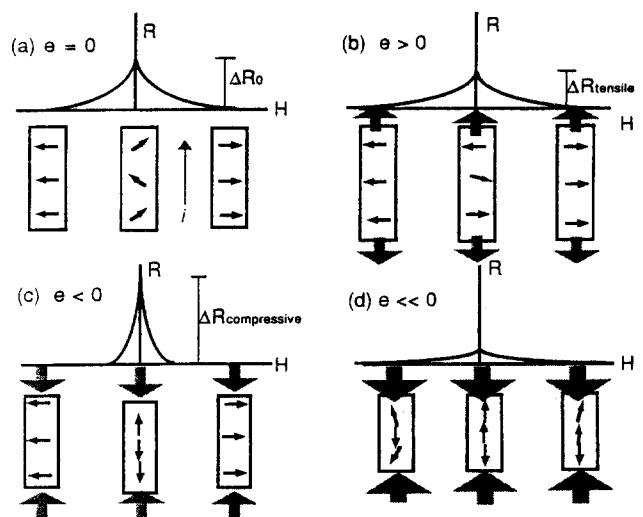 (a) e = 0
R
ΔR0
H
i
(b) e > 0
R
ΔRtensile
H
(c) e < 0
R
ΔRcompressive
H
(d) e << 0
R
H